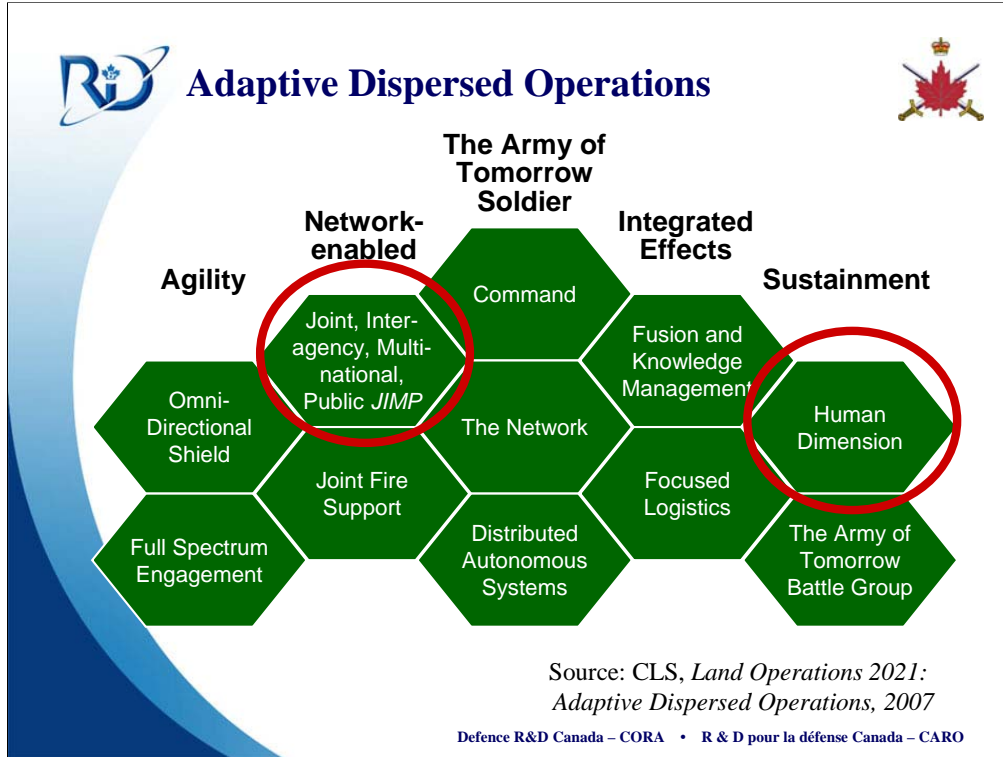 R&D
Adaptive Dispersed Operations
The Army of
Tomorrow
Soldier
Network-
enabled
Integrated
Effects
Agility
Sustainment
Command
Joint, Inter-
agency, Multi-
national,
Public JIMP
Fusion and
Knowledge
Management
Omni-
Directional
Shield
The Network
Human
Dimension
Joint Fire
Support
Focused
Logistics
Full Spectrum
Engagement
Distributed
Autonomous
Systems
The Army of
Tomorrow
Battle Group
Source: CLS, Land Operations 2021:
Adaptive Dispersed Operations, 2007
Defence R&D Canada – CORA • R & D pour la défense Canada – CARO